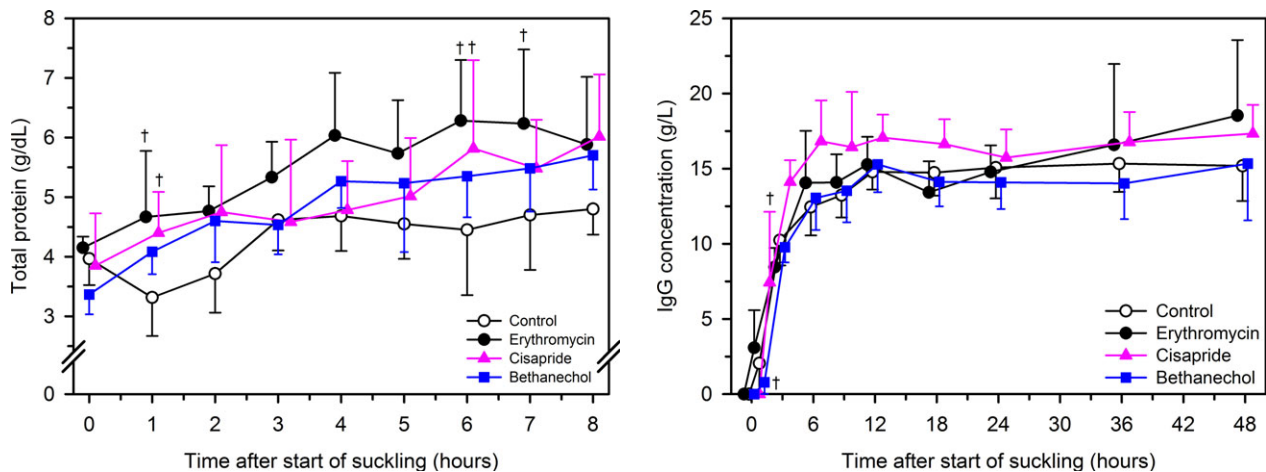 8
7
6
5
4
3
0
Total protein (g/dL)
†
†
† †
†
Control
Erythromycin
Cisapride
Bethanechol
0 1 2 3 4 5 6 7 8
Time after start of suckling (hours)
25
20
15
10
5
0
IgG concentration (g/L)
†
†
Control
Erythromycin
Cisapride
Bethanechol
0 6 12 18 24 30 36 42 48
Time after start of suckling (hours)